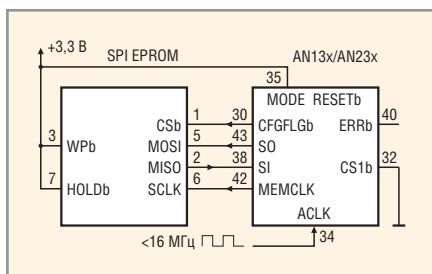 +3,3 В
SPI EPROM
AN13x/AN23x
35
MODE RESETb
1 30
CSb CFGFLGb
40
ERRb
3
WPb
5 43
MOSI SO
2 38
MISO SI
32
CS1b
7
HOLDb
6 42
SCLK MEMCLK
ACLK
<16 МГц
34